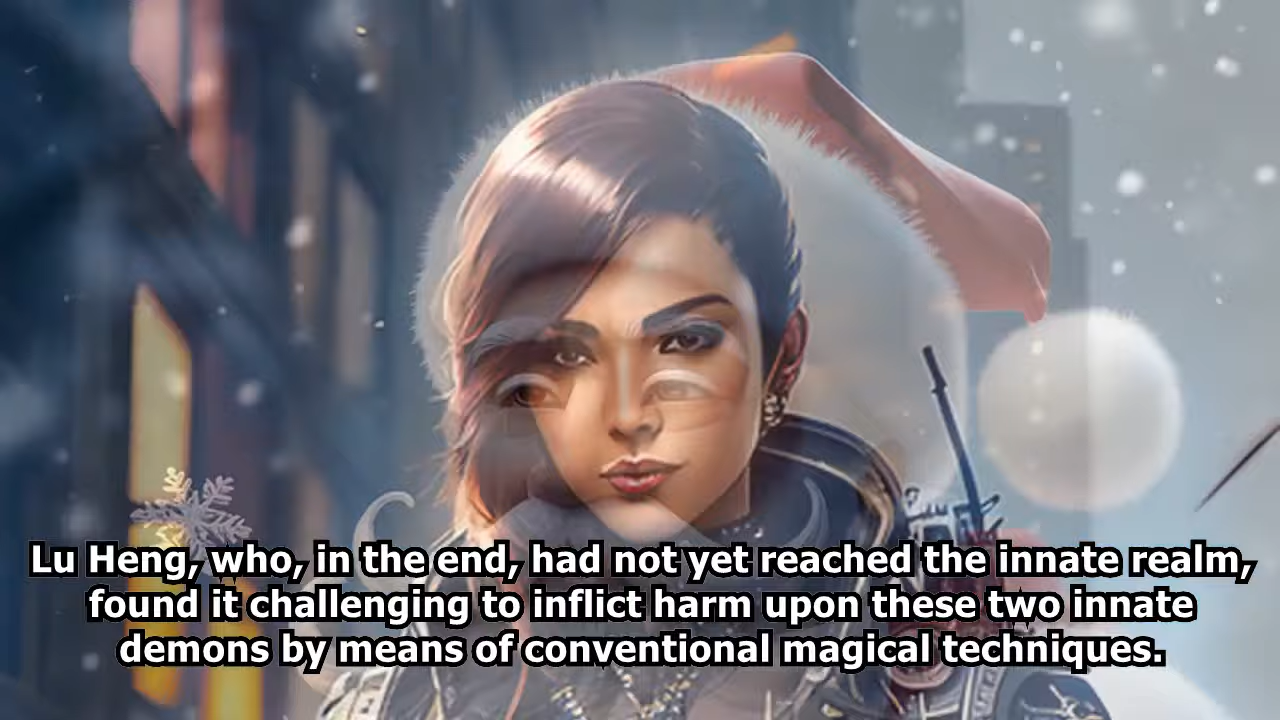 Lu Heng, who, in the end, had not yet reached the innate realm,
found it challenging to inflict harm upon these two innate
demons by means of conventional magical techniques.